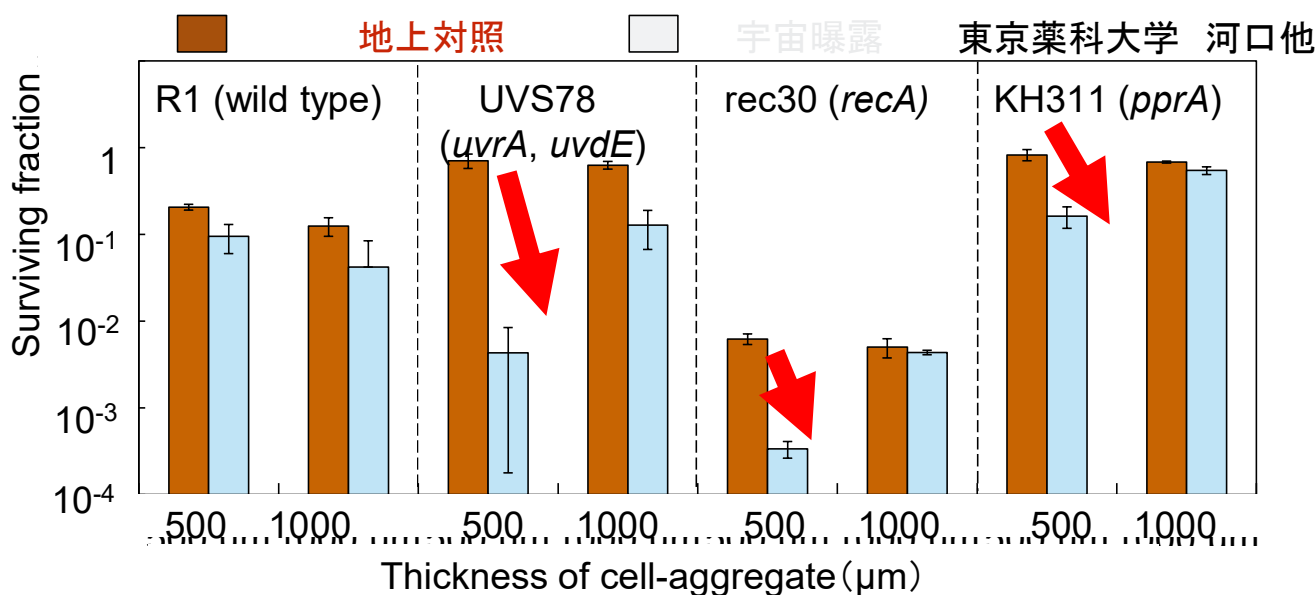 地上対照 宇宙曝露 東京薬科大学 河口他
R1 (wild type) UVS78 rec30 (recA) KH311 (pprA)
(uvrA, uvdE)
Surviving fraction
1
10-1
10-2
10-3
10-4
500 1000 500 1000 500 1000 500 1000
Thickness of cell-aggregate(μm)